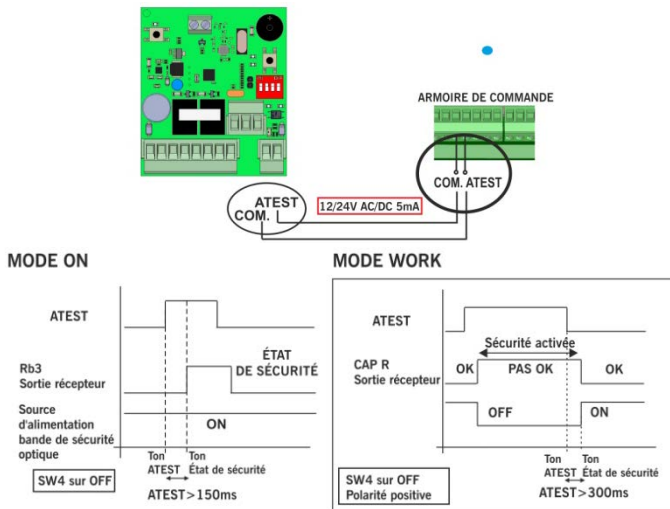 ARMOIRE DE COMMANDE
COM. ATEST
ATEST
COM.
12/24V AC/DC 5mA
MODE ON
ATEST
Rb3
Sortie récepteur
ÉTAT
DE SÉCURITÉ
Source
d'alimentation
bande de sécurité
optique
ON
Ton
ATEST
Ton
État de sécurité
SW4 sur OFF
ATEST>150ms
MODE WORK
ATEST
Sécurité activée
CAP R
Sortie récepteur
OK
PAS OK
OK
OFF
ON
Ton
ATEST
Ton
État de sécurité
SW4 sur OFF
Polarité positive
ATEST>300ms